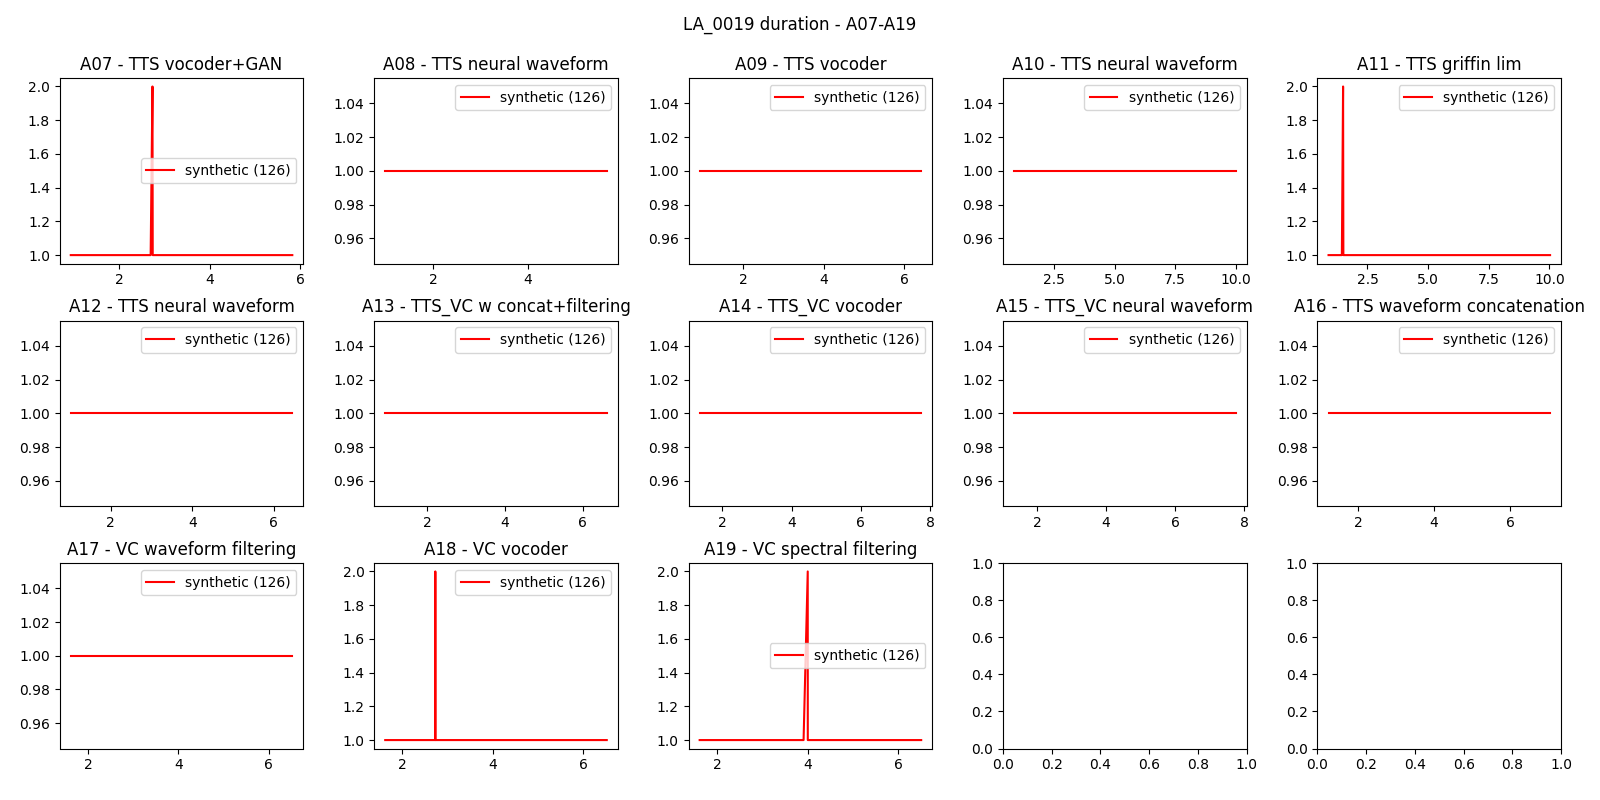 LA_0019 duration - A07-A19
A07 - TTS vocoder+GAN
A08 - TTS neural waveform
A09 - TTS vocoder
A10 - TTS neural waveform
A11 - TTS griffin lim
2.0
1.8
1.6
1.4
1.2
1.0
synthetic (126)
2 4 6
1.04
1.02
1.00
0.98
0.96
synthetic (126)
2 4
1.04
1.02
1.00
0.98
0.96
synthetic (126)
2 4 6
1.04
1.02
1.00
0.98
0.96
synthetic (126)
2.5 5.0 7.5 10.0
2.0
1.8
1.6
1.4
1.2
1.0
synthetic (126)
2.5 5.0 7.5 10.0
A12 - TTS neural waveform
A13 - TTS_VC w concat+filtering
A14 - TTS_VC vocoder
A15 - TTS_VC neural waveform
A16 - TTS waveform concatenation
1.04
1.02
1.00
0.98
0.96
synthetic (126)
2 4 6
1.04
1.02
1.00
0.98
0.96
synthetic (126)
2 4 6
1.04
1.02
1.00
0.98
0.96
synthetic (126)
2 4 6 8
1.04
1.02
1.00
0.98
0.96
synthetic (126)
2 4 6 8
1.04
1.02
1.00
0.98
0.96
synthetic (126)
2 4 6
A17 - VC waveform filtering
A18 - VC vocoder
A19 - VC spectral filtering
1.04
1.02
1.00
0.98
0.96
synthetic (126)
2 4 6
2.0
1.8
1.6
1.4
1.2
1.0
synthetic (126)
2 4 6
2.0
1.8
1.6
1.4
1.2
1.0
synthetic (126)
2 4 6
1.0
0.8
0.6
0.4
0.2
0.0
0.0 0.2 0.4 0.6 0.8 1.0
1.0
0.8
0.6
0.4
0.2
0.0
0.0 0.2 0.4 0.6 0.8 1.0